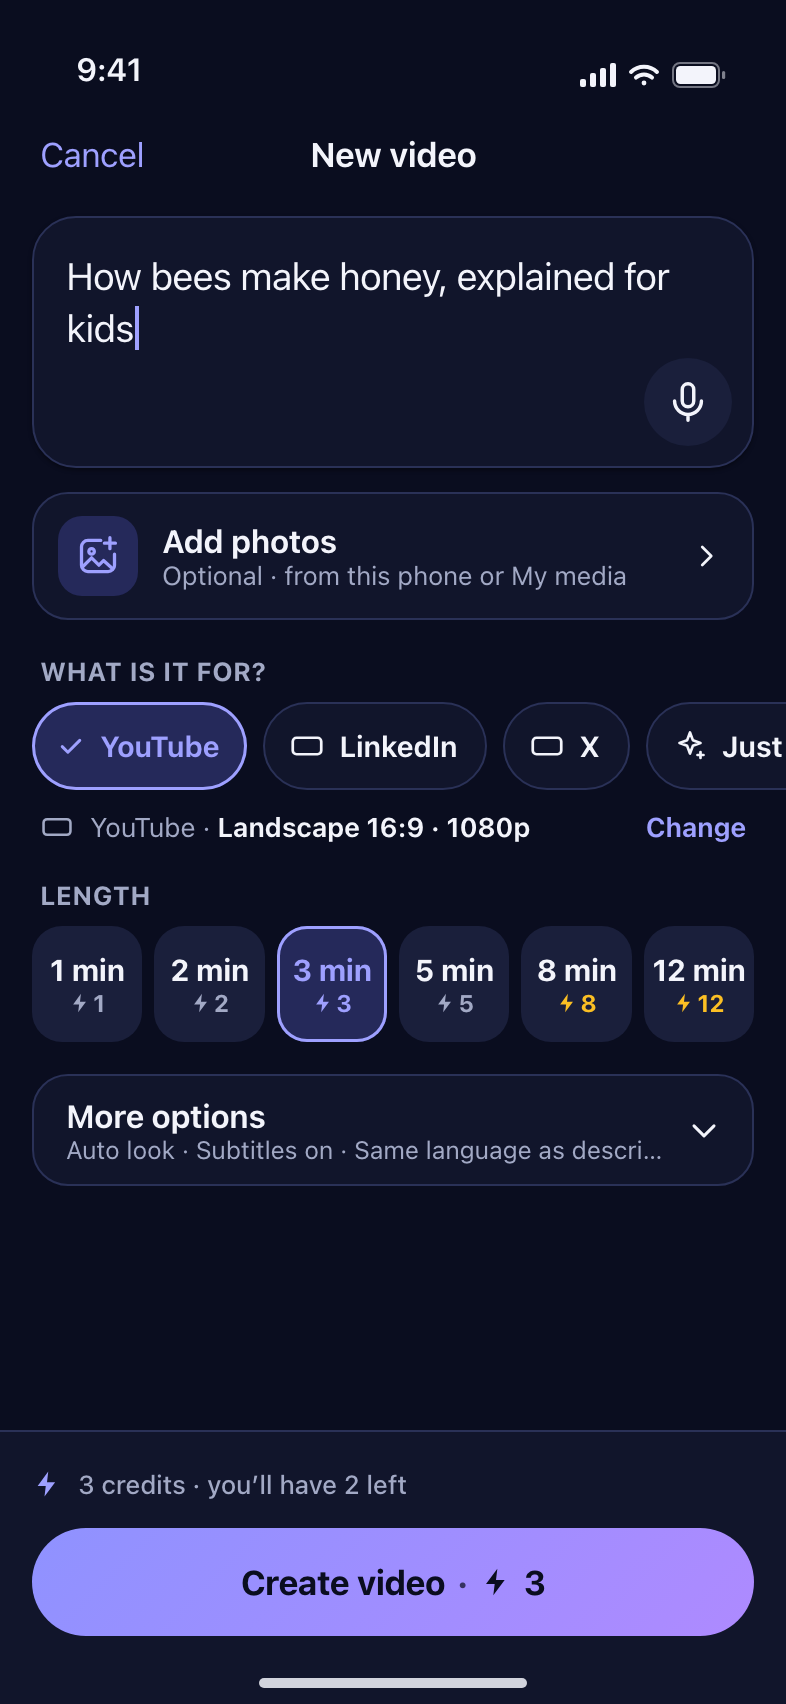 9:41
Cancel
New video
How bees make honey, explained for
kids
Add photos
Optional · from this phone or My media
WHAT IS IT FOR?
YouTube
LinkedIn
X
Just
YouTube · Landscape 16:9 · 1080p
Change
LENGTH
1 min
2 min
3 min
5 min
8 min
12 min
1
2
3
5
8
12
More options
Auto look · Subtitles on · Same language as descri...
3 credits · you’ll have 2 left
Create video · 3